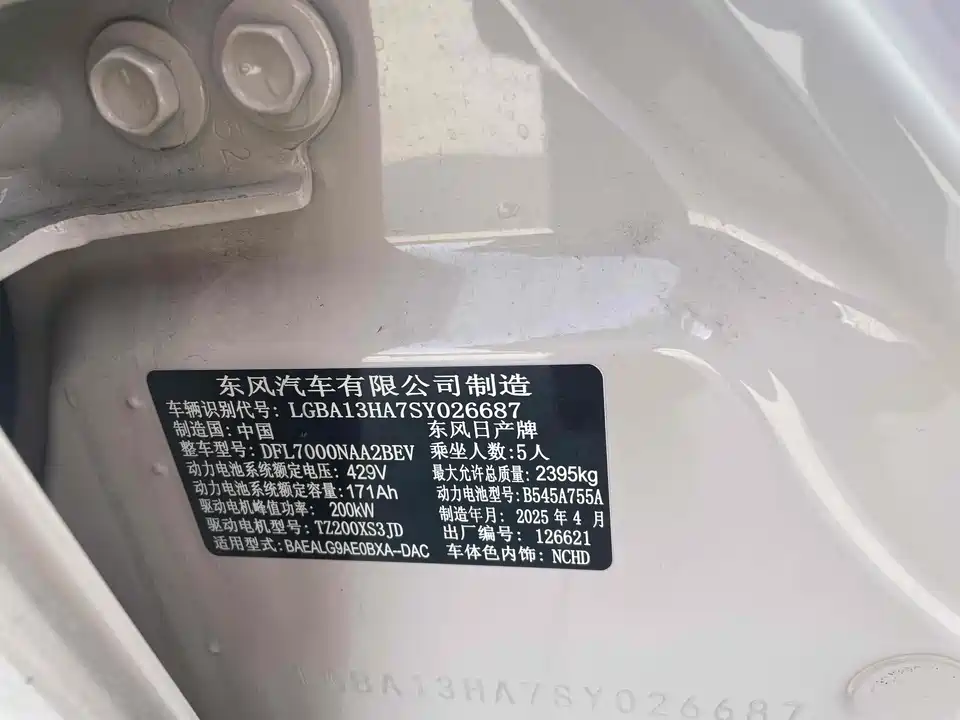 东风汽车有限公司制造
车辆识别代号: LGBA13HA7SY026687
制造国: 中国 东风日产牌
整车型号: DFL7000NAA2BEV 乘坐人数:5人
动力电池系统额定电压: 429V 最大允许总质量: 2395kg
动力电池系统额定容量: 171Ah 动力电池型号: B545A755A
驱动电机峰值功率: 200kW 制造年月: 2025年4月
驱动电机型号: TZ200XS3JD 出厂编号: 126621
适用型式: BAEALG9AE0BXA-DAC 车体色内饰: NCHD
LGBA13HA7SY026687